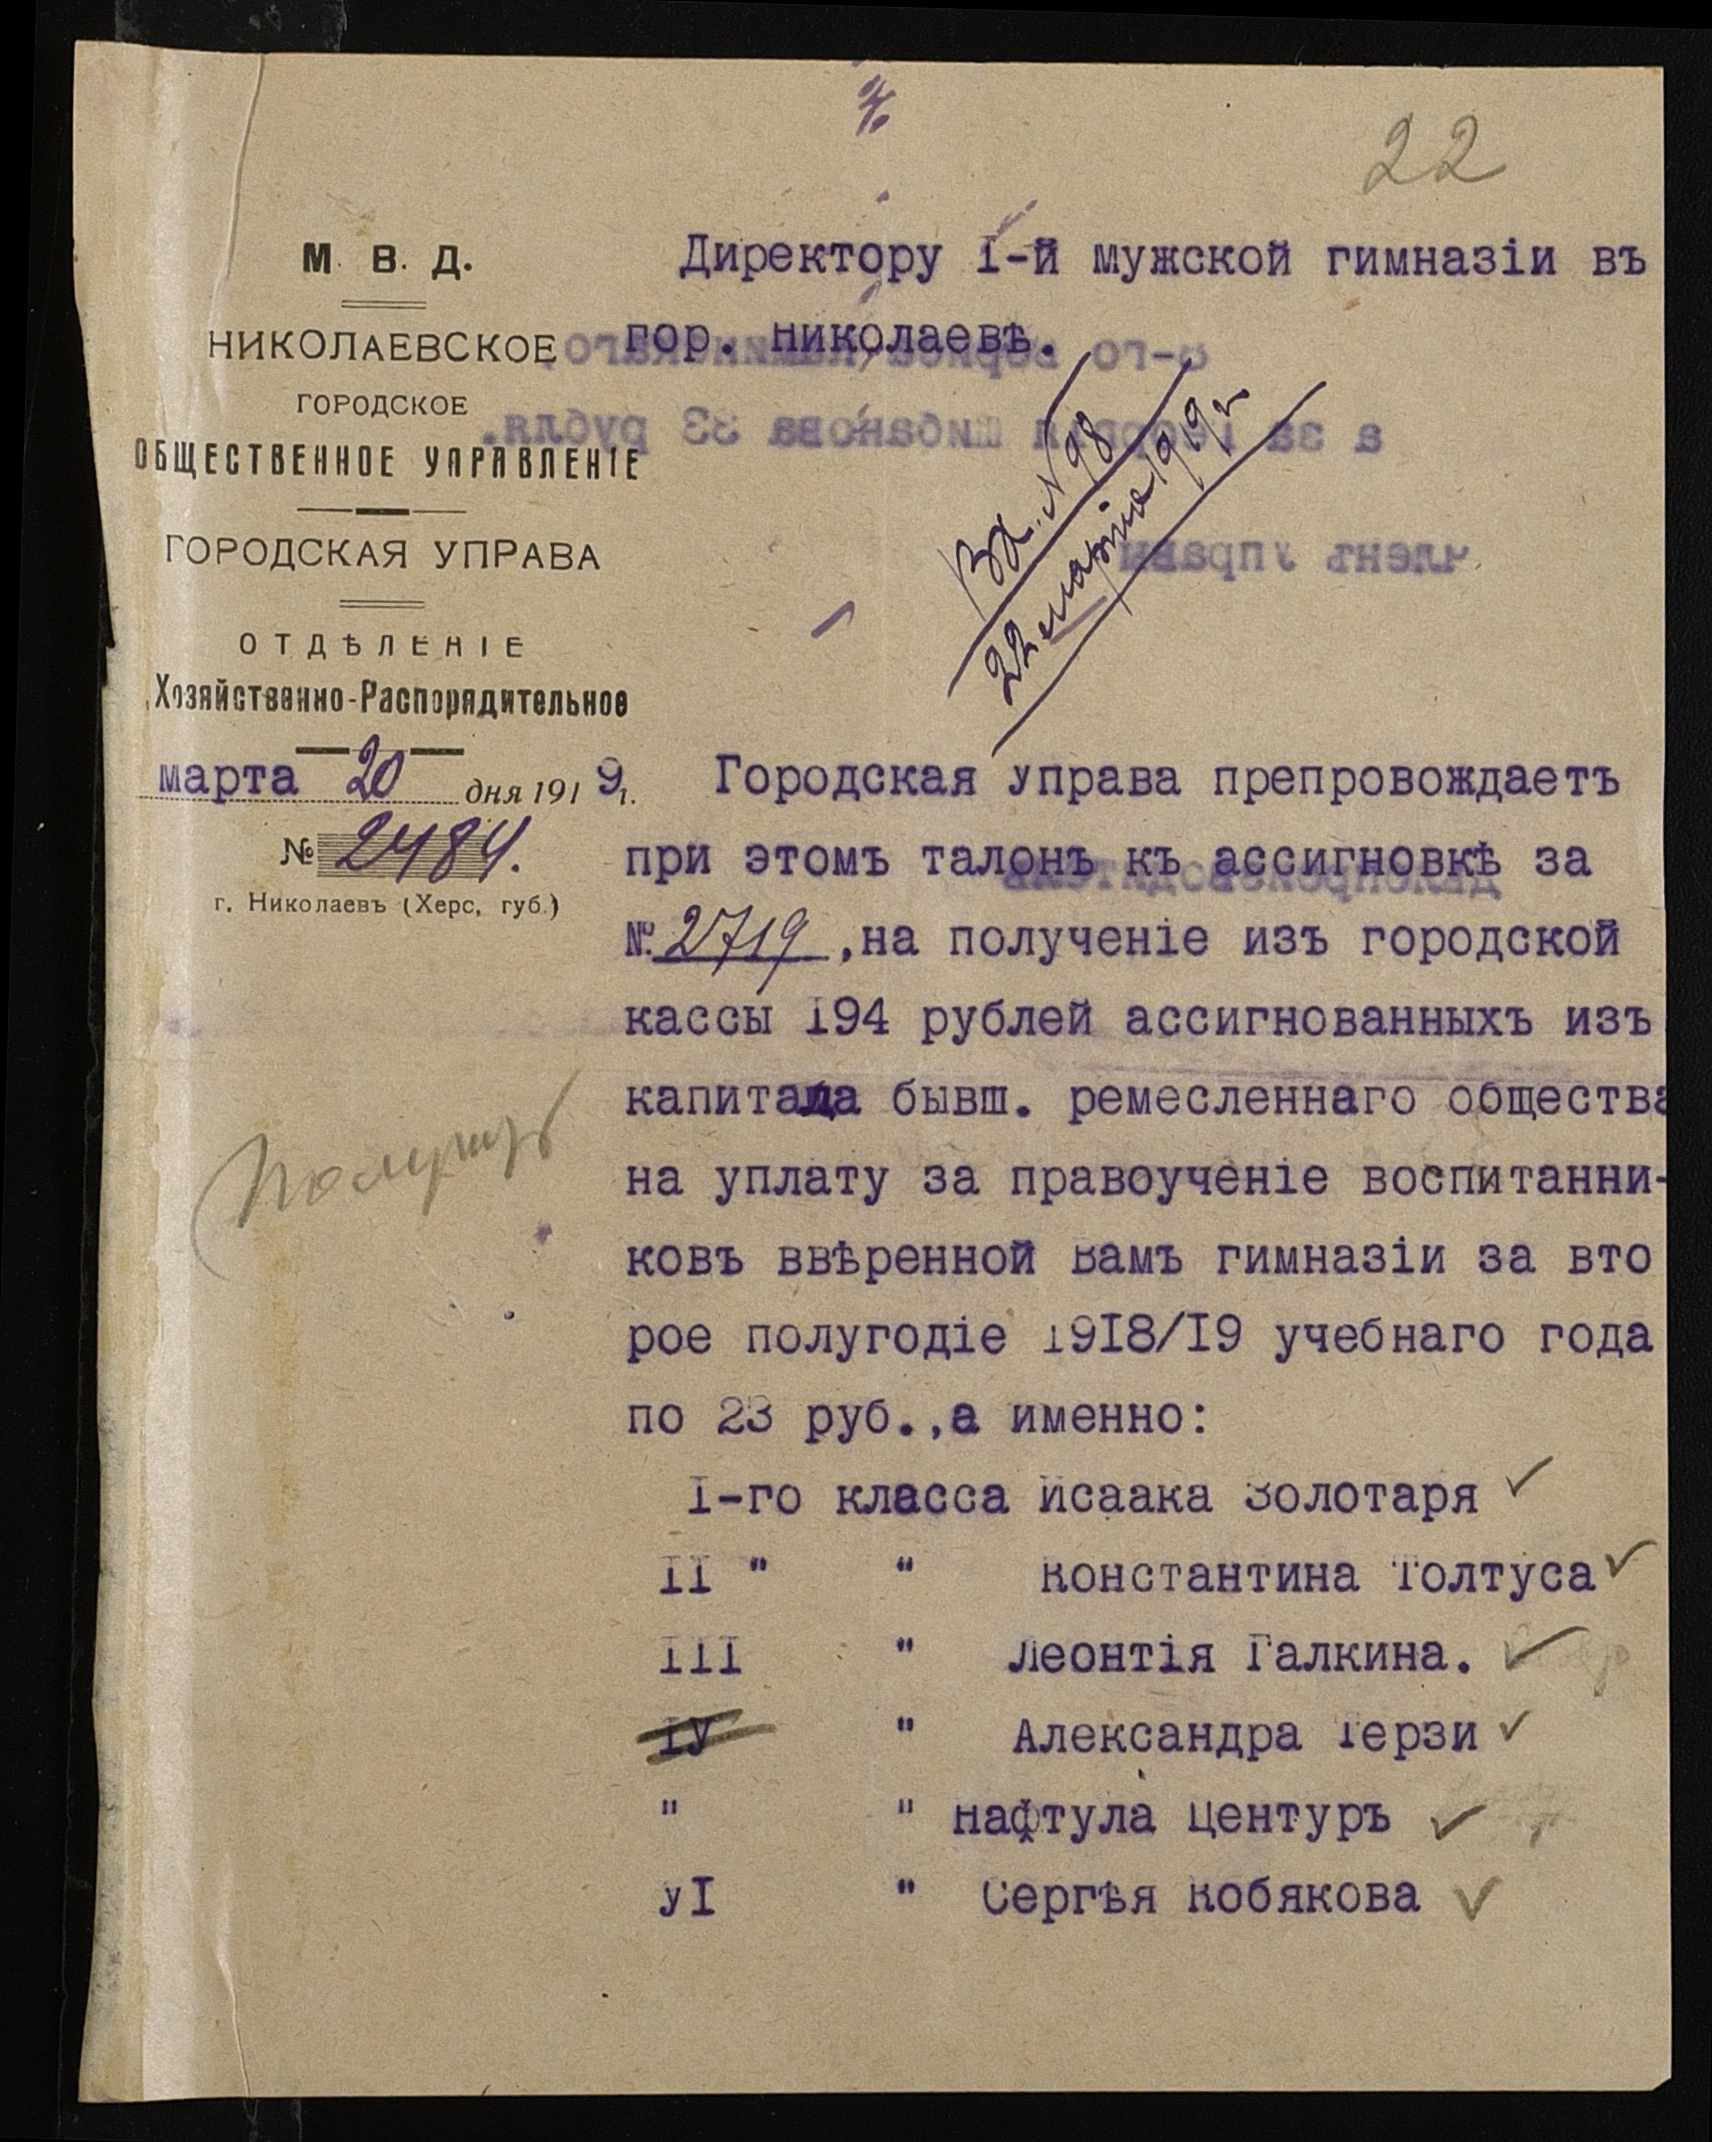 22
М. В. Д.
НИКОЛАЕВСКОЕ
ГОРОДСКОЕ
ОБЩЕСТВЕННОЕ УПРАВЛЕНІЕ
ГОРОДСКАЯ УПРАВА
ОТДѢЛЕНІЕ
Хозяйственно-Распорядительное
марта 20 дня 1919 г.
№ 2484.
г. Николаевъ (Херс. губ.)
Директору I-й мужской гимназіи въ
гор. Николаевѣ.
Вх. N 98
22 марта 1919 г
Городская Управа препровождаетъ
при этомъ талонъ къ ассигновкѣ за
№ 2719, на полученіе изъ городской
кассы 194 рублей ассигнованныхъ изъ
капитала бывш. ремесленнаго общества
на уплату за правоученіе воспитанни-
ковъ ввѣренной Вамъ гимназіи за вто
рое полугодіе 19I8/I9 учебнаго года
по 23 руб., а именно:
I-го класса Исаака Золотаря
II " " Константина Толтуса
III " Леонтія Галкина.
IУ " Александра Терзи
" " Нафтула Центуръ
УI " Сергѣя Кобякова